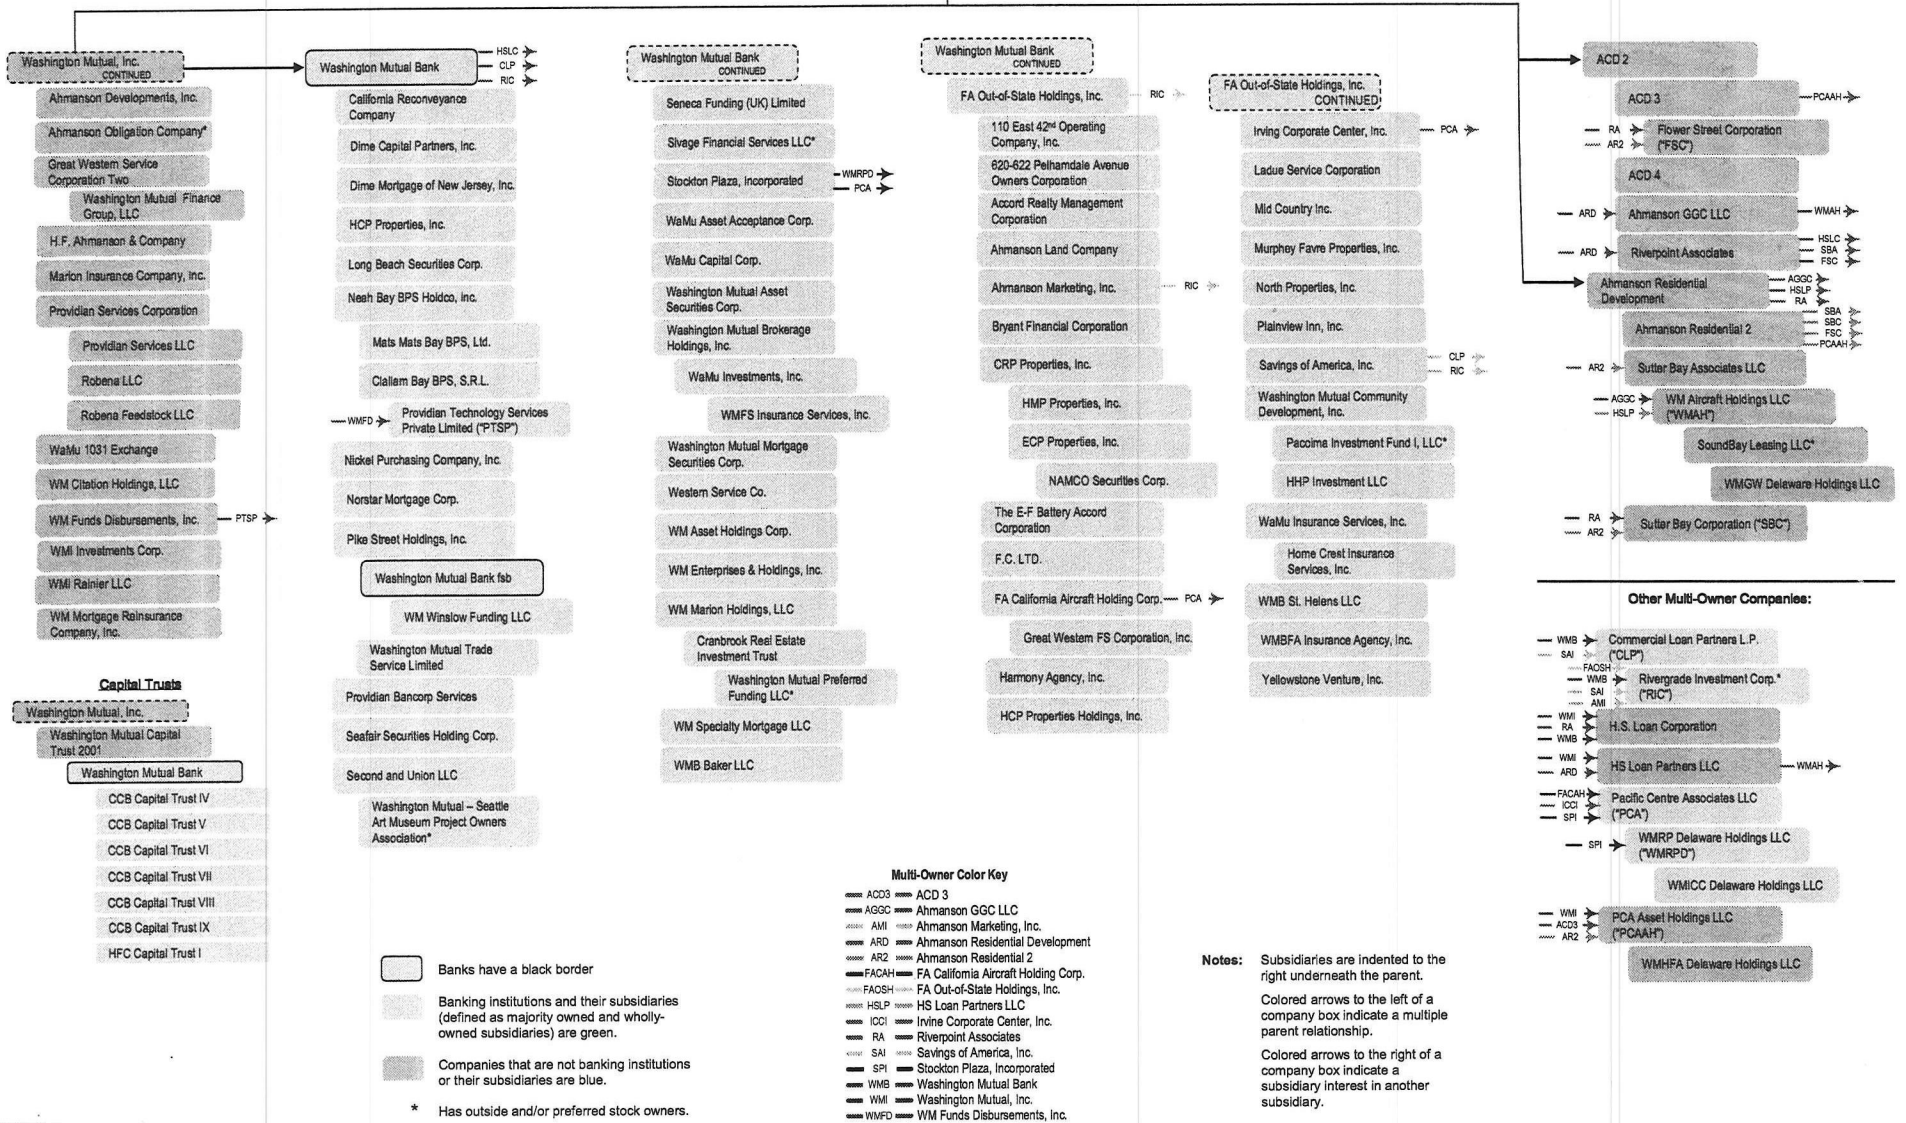 Washington Mutual, Inc.
CONTINUED
Ahmanson Developments, Inc.
Ahmanson Obligation Company*
Great Western Service
Corporation Two
Washington Mutual Finance
Group, LLC
H.F. Ahmanson & Company
Marion Insurance Company, Inc.
Providian Services Corporation
Providian Services LLC
Robena LLC
Robena Feedstock LLC
WaMu 1031 Exchange
WM Citation Holdings, LLC
WM Funds Disbursements, Inc.
PTSP
WMI Investments Corp.
WMI Rainier LLC
WM Mortgage Reinsurance
Company, Inc.
Capital Trusts
Washington Mutual, Inc.
Washington Mutual Capital
Trust 2001
Washington Mutual Bank
CCB Capital Trust IV
CCB Capital Trust V
CCB Capital Trust VI
CCB Capital Trust VII
CCB Capital Trust VIII
CCB Capital Trust IX
HFC Capital Trust I
Washington Mutual Bank
HSLC
CLP
RIC
California Reconveyance
Company
Dime Capital Partners, Inc.
Dime Mortgage of New Jersey, Inc.
HCP Properties, Inc.
Long Beach Securities Corp.
Neah Bay BPS Holdco, Inc.
Mats Mats Bay BPS, Ltd.
Clallam Bay BPS, S.R.L.
WMFD
Providian Technology Services
Private Limited ("PTSP")
Nickel Purchasing Company, Inc.
Norstar Mortgage Corp.
Pike Street Holdings, Inc.
Washington Mutual Bank fsb
WM Winslow Funding LLC
Washington Mutual Trade
Service Limited
Providian Bancorp Services
Seafair Securities Holding Corp.
Second and Union LLC
Washington Mutual – Seattle
Art Museum Project Owners
Association*
Washington Mutual Bank
CONTINUED
Seneca Funding (UK) Limited
Sivage Financial Services LLC*
Stockton Plaza, Incorporated
WMRPD
PCA
WaMu Asset Acceptance Corp.
WaMu Capital Corp.
Washington Mutual Asset
Securities Corp.
Washington Mutual Brokerage
Holdings, Inc.
WaMu Investments, Inc.
WMFS Insurance Services, Inc.
Washington Mutual Mortgage
Securities Corp.
Western Service Co.
WM Asset Holdings Corp.
WM Enterprises & Holdings, Inc.
WM Marion Holdings, LLC
Cranbrook Real Estate
Investment Trust
Washington Mutual Preferred
Funding LLC*
WM Specialty Mortgage LLC
WMB Baker LLC
Washington Mutual Bank
CONTINUED
FA Out-of-State Holdings, Inc.
RIC
110 East 42nd Operating
Company, Inc.
620-622 Pelhamdale Avenue
Owners Corporation
Accord Realty Management
Corporation
Ahmanson Land Company
Ahmanson Marketing, Inc.
RIC
Bryant Financial Corporation
CRP Properties, Inc.
HMP Properties, Inc.
ECP Properties, Inc.
NAMCO Securities Corp.
The E-F Battery Accord
Corporation
F.C. LTD.
FA California Aircraft Holding Corp.
PCA
Great Western FS Corporation, Inc.
Harmony Agency, Inc.
HCP Properties Holdings, Inc.
FA Out-of-State Holdings, Inc.
CONTINUED
Irving Corporate Center, Inc.
PCA
Ladue Service Corporation
Mid Country Inc.
Murphey Favre Properties, Inc.
North Properties, Inc.
Plainview Inn, Inc.
Savings of America, Inc.
CLP
RIC
Washington Mutual Community
Development, Inc.
Pacoima Investment Fund I, LLC*
HHP Investment LLC
WaMu Insurance Services, Inc.
Home Crest Insurance
Services, Inc.
WMB St. Helens LLC
WMBFA Insurance Agency, Inc.
Yellowstone Venture, Inc.
ACD 2
ACD 3
PCAAH
RA
AR2
Flower Street Corporation
("FSC")
ACD 4
ARD
Ahmanson GGC LLC
WMAH
ARD
Riverpoint Associates
HSLC
SBA
FSC
Ahmanson Residential
Development
AGGC
HSLP
RA
Ahmanson Residential 2
SBA
SBC
FSC
PCAAH
AR2
Sutter Bay Associates LLC
AGGC
HSLP
WM Aircraft Holdings LLC
("WMAH")
SoundBay Leasing LLC*
WMGW Delaware Holdings LLC
RA
AR2
Sutter Bay Corporation ("SBC")
Other Multi-Owner Companies:
WMB
SAI
Commercial Loan Partners L.P.
("CLP")
FAOSH
WMB
SAI
AMI
Rivergrade Investment Corp.*
("RIC")
WMI
RA
WMB
H.S. Loan Corporation
WMI
ARD
HS Loan Partners LLC
WMAH
FACAH
ICCI
SPI
Pacific Centre Associates LLC
("PCA")
SPI
WMRP Delaware Holdings LLC
("WMRPD")
WMICC Delaware Holdings LLC
WMI
ACD3
AR2
PCA Asset Holdings LLC
("PCAAH")
WMHFA Delaware Holdings LLC
Banks have a black border
Banking institutions and their subsidiaries
(defined as majority owned and wholly-
owned subsidiaries) are green.
Companies that are not banking institutions
or their subsidiaries are blue.
* Has outside and/or preferred stock owners.
Multi-Owner Color Key
ACD3 ACD 3
AGGC Ahmanson GGC LLC
AMI Ahmanson Marketing, Inc.
ARD Ahmanson Residential Development
AR2 Ahmanson Residential 2
FACAH FA California Aircraft Holding Corp.
FAOSH FA Out-of-State Holdings, Inc.
HSLP HS Loan Partners LLC
ICCI Irvine Corporate Center, Inc.
RA Riverpoint Associates
SAI Savings of America, Inc.
SPI Stockton Plaza, Incorporated
WMB Washington Mutual Bank
WMI Washington Mutual, Inc.
WMFD WM Funds Disbursements, Inc.
Notes: Subsidiaries are indented to the
right underneath the parent.
Colored arrows to the left of a
company box indicate a multiple
parent relationship.
Colored arrows to the right of a
company box indicate a
subsidiary interest in another
subsidiary.